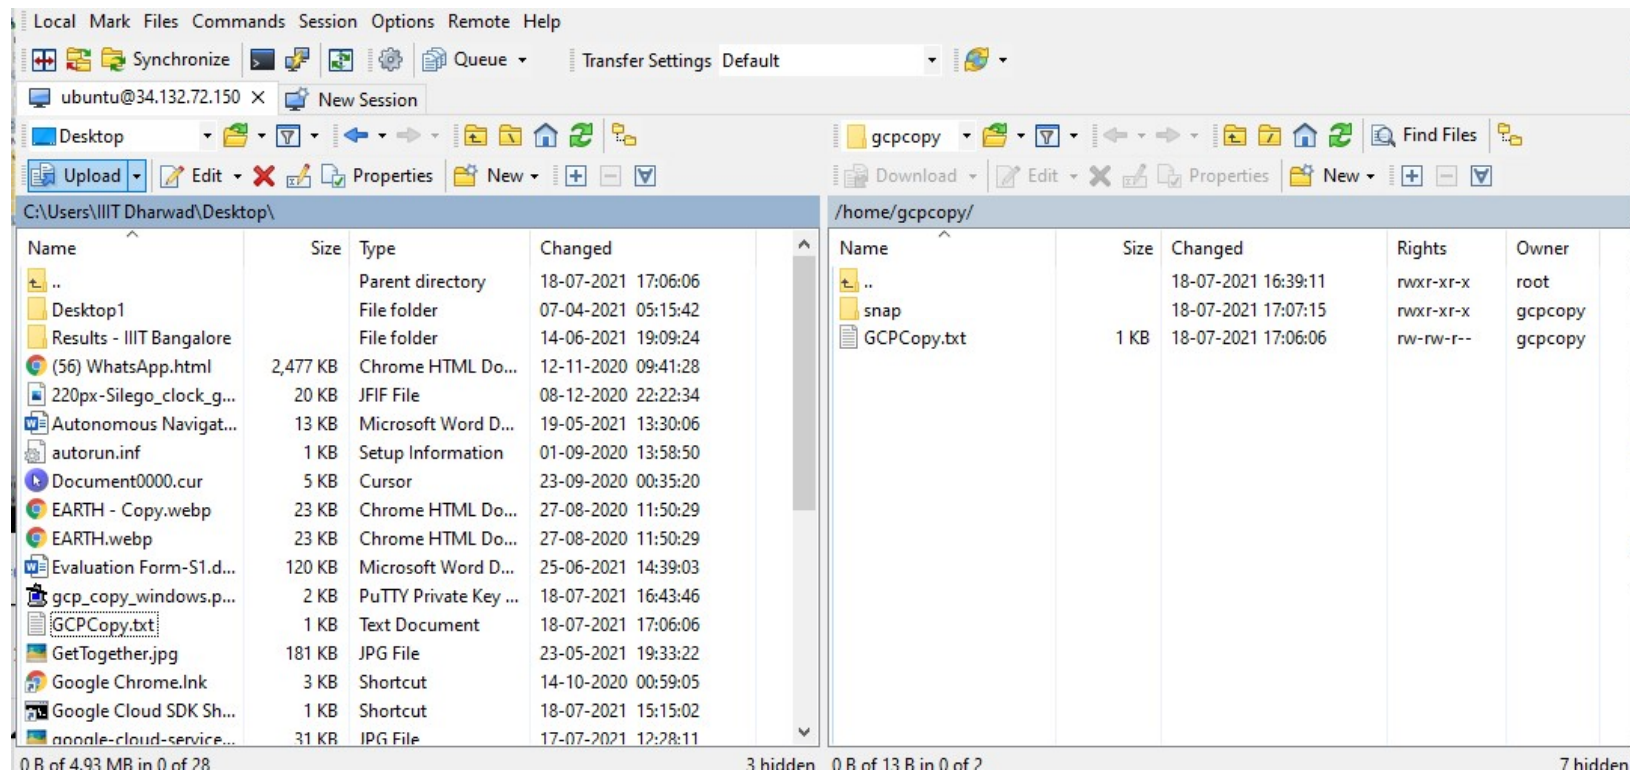 Local Mark Files Commands Session Options Remote Help
Synchronize Queue Transfer Settings Default
ubuntu@34.132.72.150 × New Session
Desktop gcpcopy Find Files
Upload Edit Properties New Download Edit Properties New
C:\Users\IIIT Dharwad\Desktop\ /home/gcpcopy/
Name Size Type Changed Name Size Changed Rights Owner
.. Parent directory 18-07-2021 17:06:06 .. 18-07-2021 16:39:11 rwxr-xr-x root
Desktop1 File folder 07-04-2021 05:15:42 snap 18-07-2021 17:07:15 rwxr-xr-x gcpcopy
Results - IIIT Bangalore File folder 14-06-2021 19:09:24 GCPCopy.txt 1 KB 18-07-2021 17:06:06 rw-rw-r-- gcpcopy
(56) WhatsApp.html 2,477 KB Chrome HTML Do... 12-11-2020 09:41:28
220px-Silego_clock_g... 20 KB JFIF File 08-12-2020 22:22:34
Autonomous Navigat... 13 KB Microsoft Word D... 19-05-2021 13:30:06
autorun.inf 1 KB Setup Information 01-09-2020 13:58:50
Document0000.cur 5 KB Cursor 23-09-2020 00:35:20
EARTH - Copy.webp 23 KB Chrome HTML Do... 27-08-2020 11:50:29
EARTH.webp 23 KB Chrome HTML Do... 27-08-2020 11:50:29
Evaluation Form-S1.d... 120 KB Microsoft Word D... 25-06-2021 14:39:03
gcp_copy_windows.p... 2 KB PuTTY Private Key ... 18-07-2021 16:43:46
GCPCopy.txt 1 KB Text Document 18-07-2021 17:06:06
GetTogether.jpg 181 KB JPG File 23-05-2021 19:33:22
Google Chrome.lnk 3 KB Shortcut 14-10-2020 00:59:05
Google Cloud SDK Sh... 1 KB Shortcut 18-07-2021 15:15:02
google-cloud-service... 31 KB JPG File 17-07-2021 12:28:11
0 B of 4.93 MB in 0 of 28 3 hidden 0 B of 13 B in 0 of 2 7 hidden